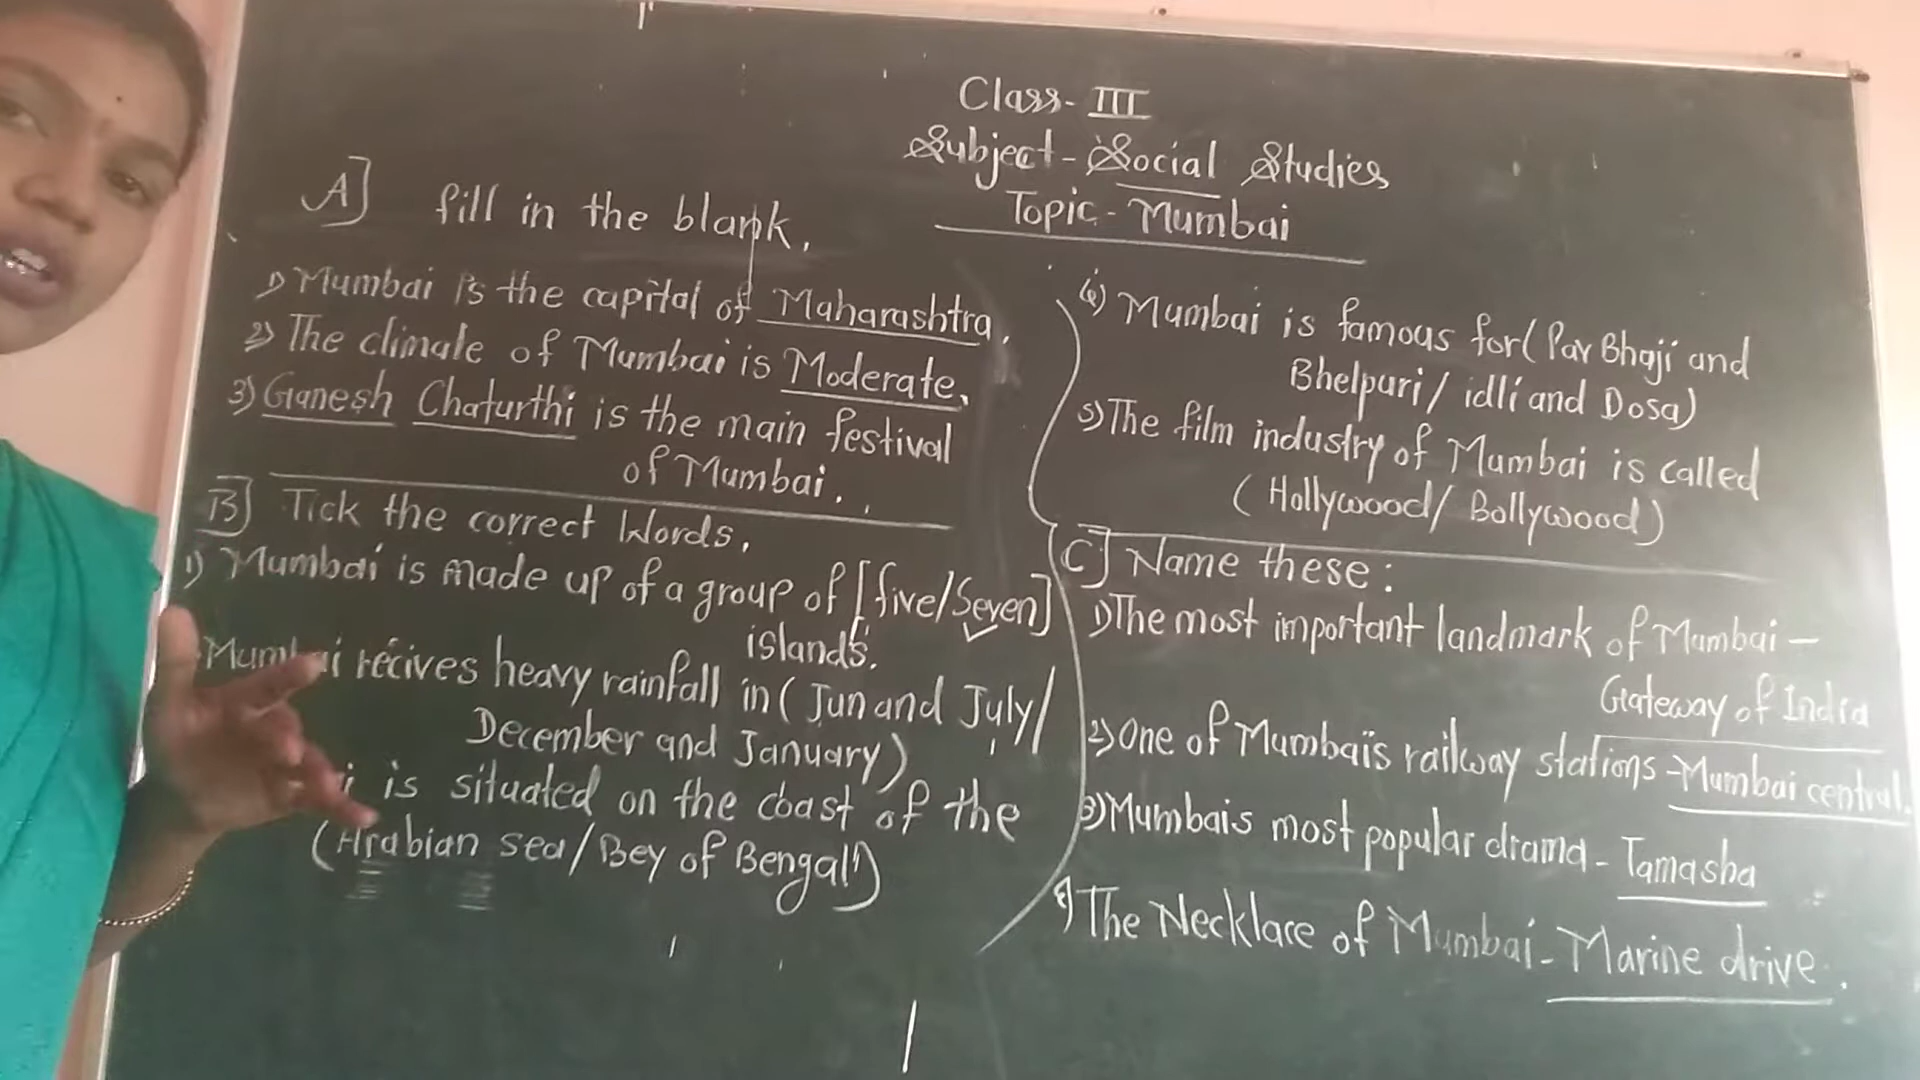 Class- III
Subject - Social Studies
Topic - Mumbai
A] fill in the blank.
1) Mumbai is the capital of Maharashtra.
2) The climate of Mumbai is Moderate.
3) Ganesh Chaturthi is the main festival
of Mumbai.
B] Tick the correct Words.
1) Mumbai is made up of a group of [five/Seven]
islands.
Mumbai recives heavy rainfall in ( Jun and July/
December and January)
is situated on the coast of the
(Arabian sea/Bey of Bengal)
4) Mumbai is famous for ( Pav Bhaji and
Bhelpuri/ idli and Dosa)
5) The film industry of Mumbai is called
( Hollywood/ Bollywood)
C] Name these:
1) The most important landmark of Mumbai -
Gateway of India
2) One of Mumbais railway stations - Mumbai central.
3) Mumbais most popular drama - Tamasha
4) The Necklace of Mumbai - Marine drive.